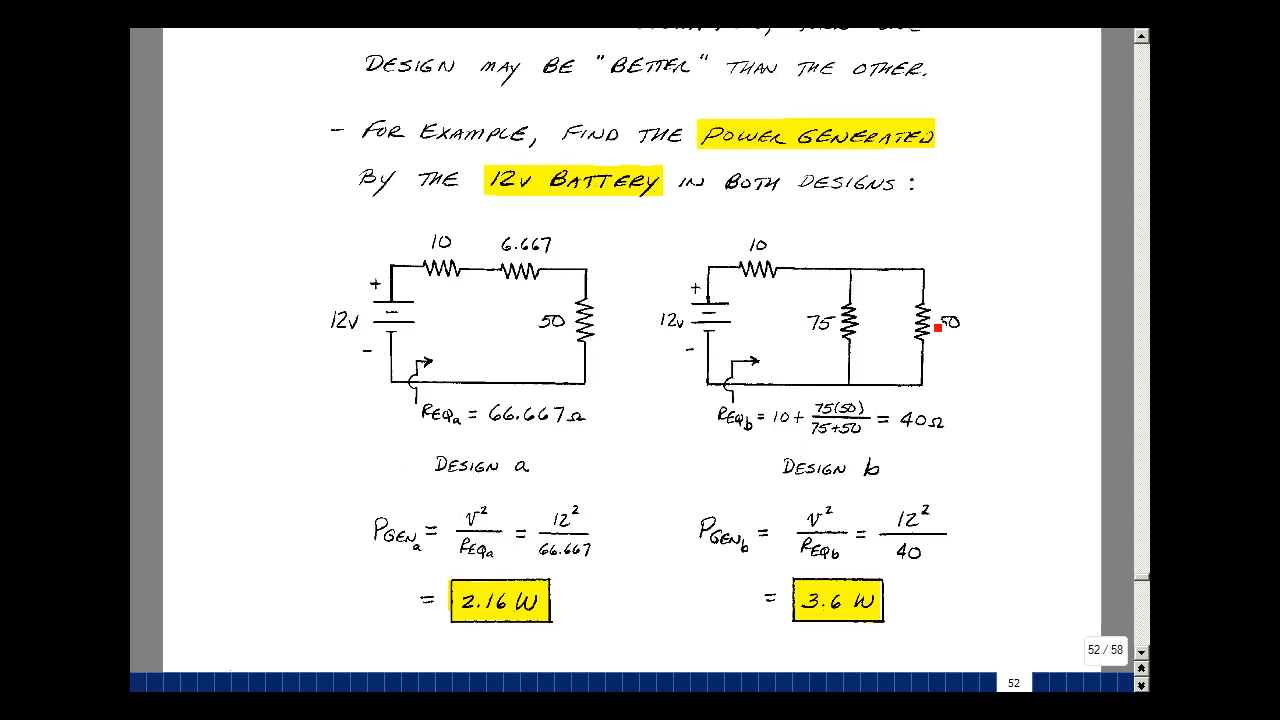 DESIGN MAY BE "BETTER" THAN THE OTHER.
- FOR EXAMPLE, FIND THE POWER GENERATED
BY THE 12V BATTERY IN BOTH DESIGNS:
10 6.667
+
12V
-
50
REQa = 66.667Ω
DESIGN a
PGENa = V² / REQa = 12² / 66.667
= 2.16 W
10
+
12V
-
75
50
REQb = 10 + 75(50) / 75+50 = 40Ω
DESIGN b
PGENb = V² / REQb = 12² / 40
= 3.6 W
52 / 58
52